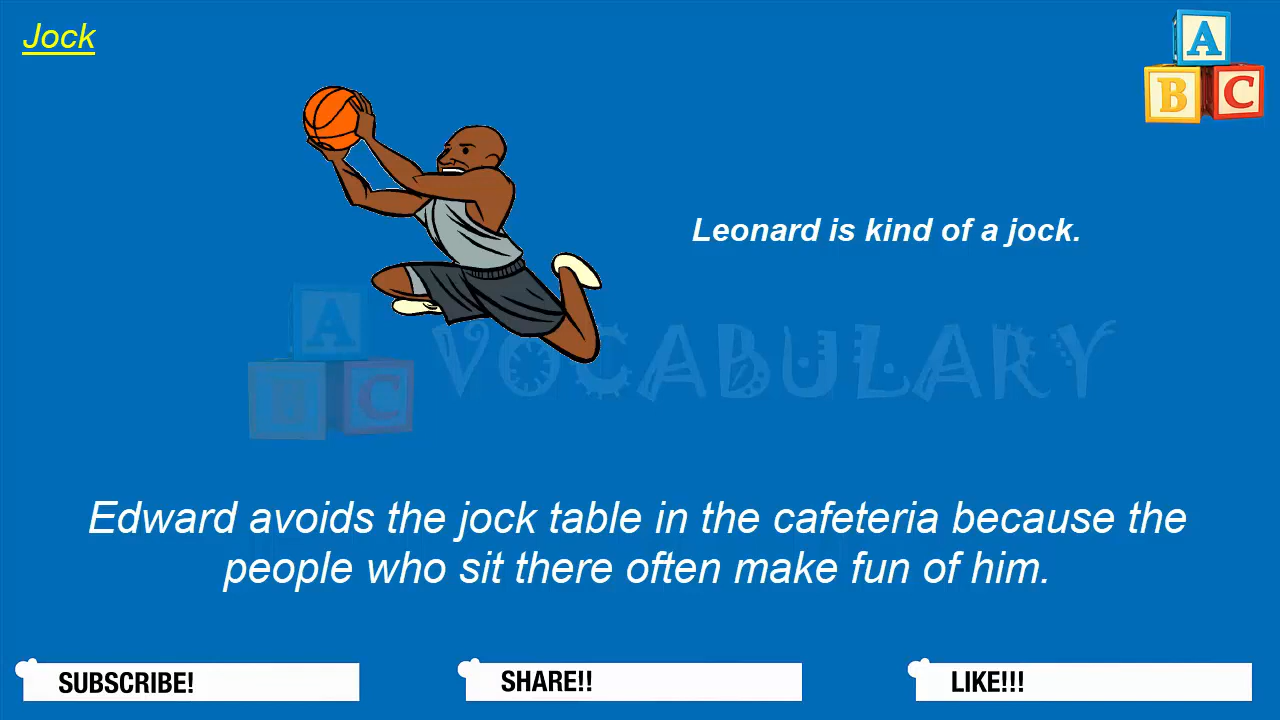 Jock
A
B C
Leonard is kind of a jock.
A
B C
VOCABULARY
Edward avoids the jock table in the cafeteria because the
people who sit there often make fun of him.
SUBSCRIBE!
SHARE!!
LIKE!!!